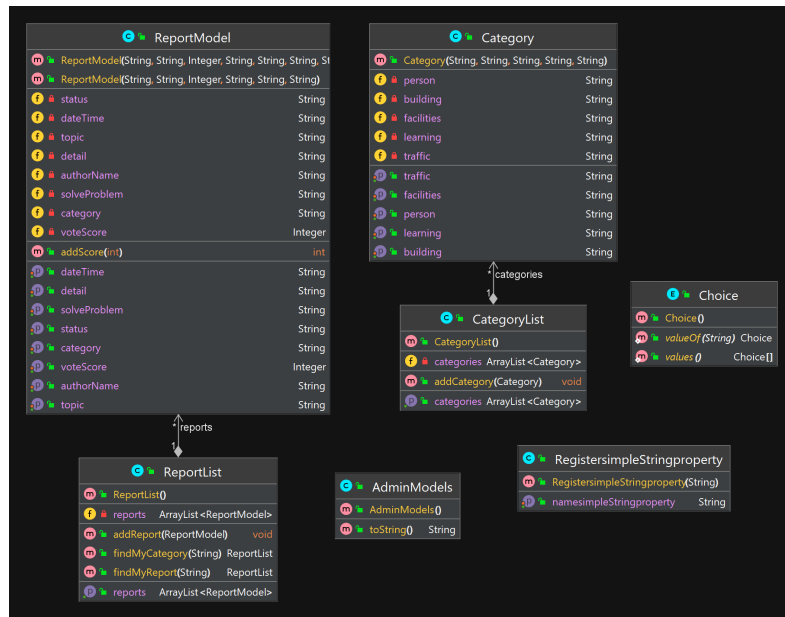 ReportModel
ReportModel(String, String, Integer, String, String, String, St
ReportModel(String, String, Integer, String, String, String)
status String
dateTime String
topic String
detail String
authorName String
solveProblem String
category String
voteScore Integer
addScore(int) int
dateTime String
detail String
solveProblem String
status String
category String
voteScore Integer
authorName String
topic String
* reports
1
ReportList
ReportList()
reports ArrayList<ReportModel>
addReport(ReportModel) void
findMyCategory(String) ReportList
findMyReport(String) ReportList
reports ArrayList<ReportModel>
Category
Category(String, String, String, String, String)
person String
building String
facilities String
learning String
traffic String
traffic String
facilities String
person String
learning String
building String
* categories
1
CategoryList
CategoryList()
categories ArrayList<Category>
addCategory(Category) void
categories ArrayList<Category>
Choice
Choice()
valueOf(String) Choice
values() Choice[]
AdminModels
AdminModels()
toString() String
RegistersimpleStringproperty
RegistersimpleStringproperty(String)
namesimpleStringproperty String